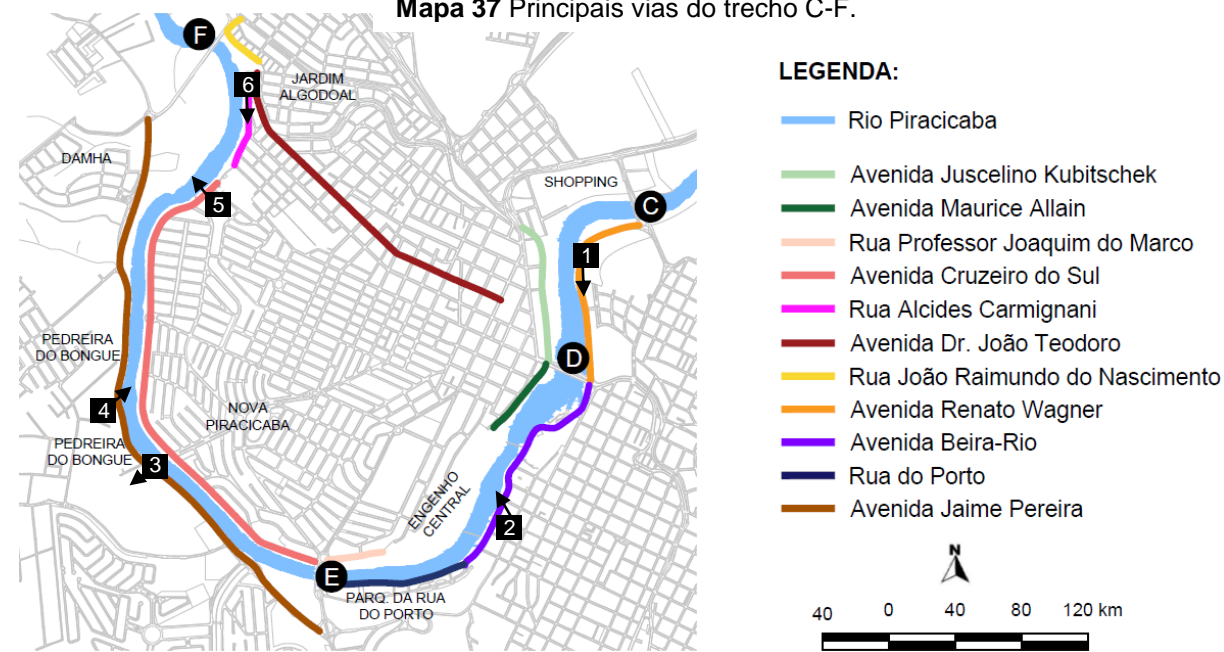 Mapa 37 Principais vias do trecho C-F.
F
6
JARDIM
ALGODOAL
DAMHA
SHOPPING
C
5
1
PEDREIRA
DO BONGUE
D
4
NOVA
PIRACICABA
PEDREIRA
DO BONGUE
3
ENGENHO
CENTRAL
2
E
PARQ. DA RUA
DO PORTO
LEGENDA:
Rio Piracicaba
Avenida Juscelino Kubitschek
Avenida Maurice Allain
Rua Professor Joaquim do Marco
Avenida Cruzeiro do Sul
Rua Alcides Carmignani
Avenida Dr. João Teodoro
Rua João Raimundo do Nascimento
Avenida Renato Wagner
Avenida Beira-Rio
Rua do Porto
Avenida Jaime Pereira
N
40 0 40 80 120 km